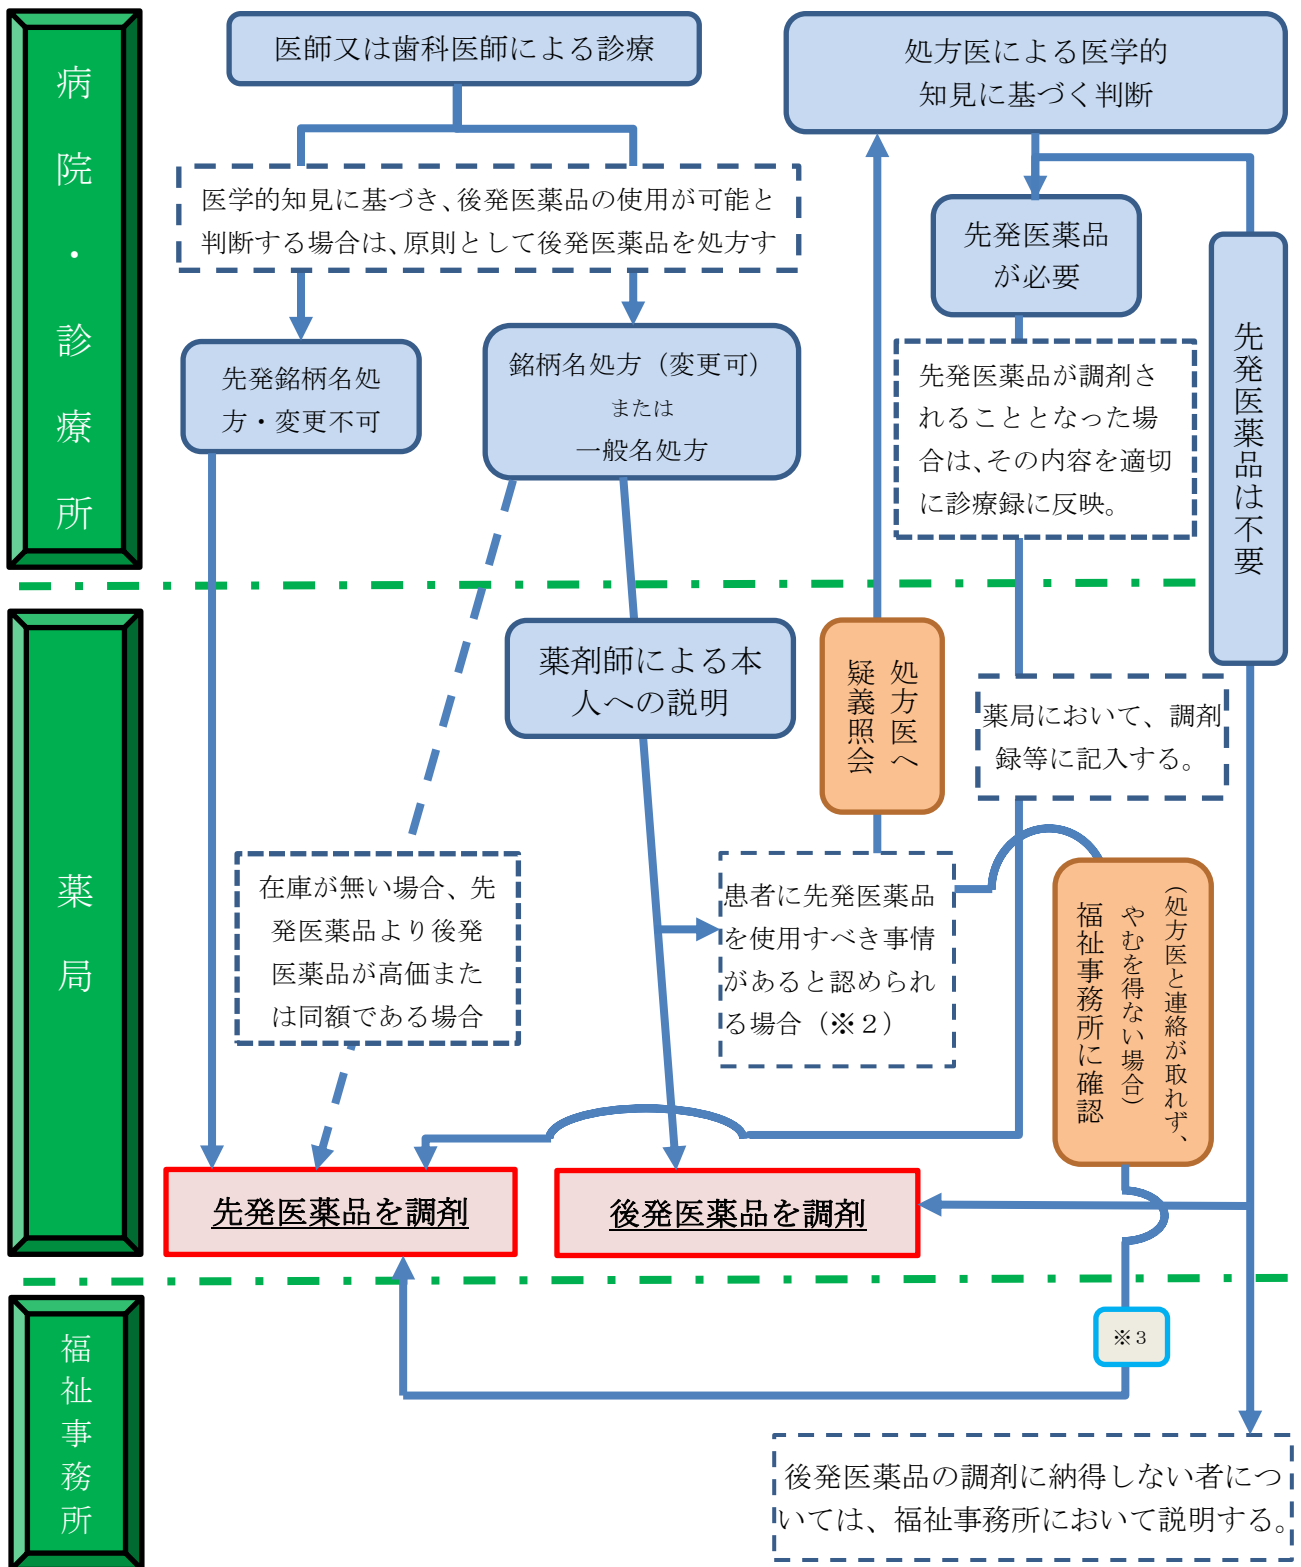 病院・診療所
医師又は歯科医師による診療
処方医による医学的
知見に基づく判断
医学的知見に基づき、後発医薬品の使用が可能と
判断する場合は、原則として後発医薬品を処方す
先発医薬品
が必要
先発医薬品は不要
先発銘柄名処
方・変更不可
銘柄名処方（変更可）
または
一般名処方
先発医薬品が調剤さ
れることとなった場
合は、その内容を適切
に診療録に反映。
薬局
薬剤師による本
人への説明
処方医へ
疑義照会
薬局において、調剤
録等に記入する。
在庫が無い場合、先
発医薬品より後発
医薬品が高価また
は同額である場合
患者に先発医薬品
を使用すべき事情
があると認められ
る場合（※２）
（処方医と連絡が取れず、
やむを得ない場合）
福祉事務所に確認
先発医薬品を調剤
後発医薬品を調剤
福祉事務所
※3
後発医薬品の調剤に納得しない者につ
いては、福祉事務所において説明する。